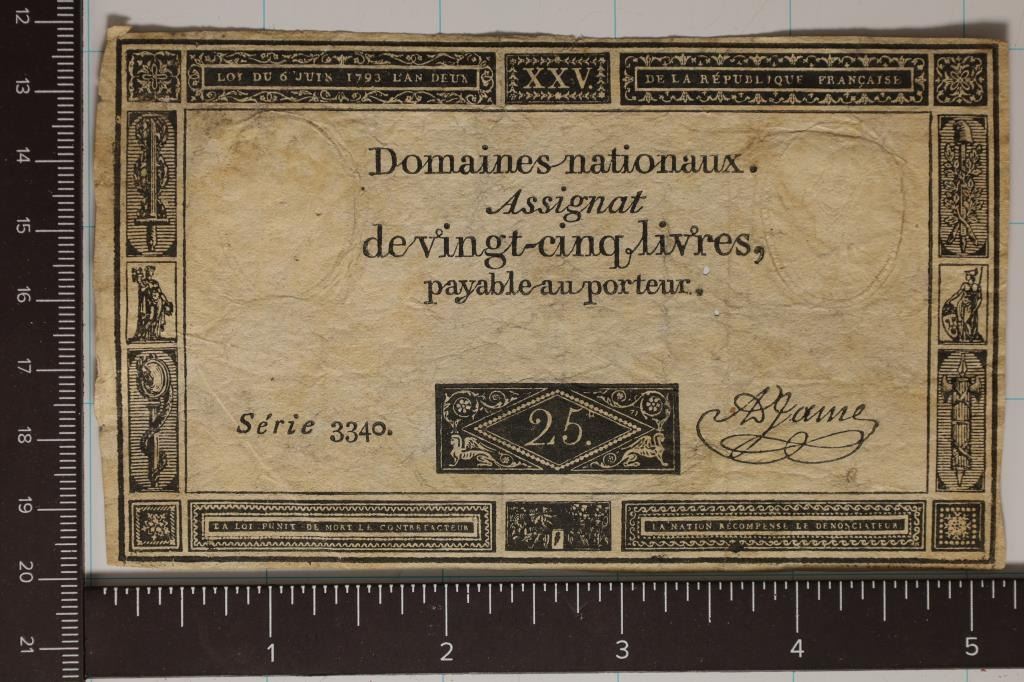 LOI DU 6 JUIN 1793 L'AN DEUX
XXV.
DE LA RÉPUBLIQUE FRANÇAISE
Domaines nationaux.
Assignat
de vingt-cinq livres,
payable au porteur.
Série 3340.
25.
A Jame
LA LOI PUNIT DE MORT LE CONTREFACTEUR
LA NATION RÉCOMPENSE LE DÉNONCIATEUR
12
13
14
15
16
17
18
19
20
21
1
2
3
4
5